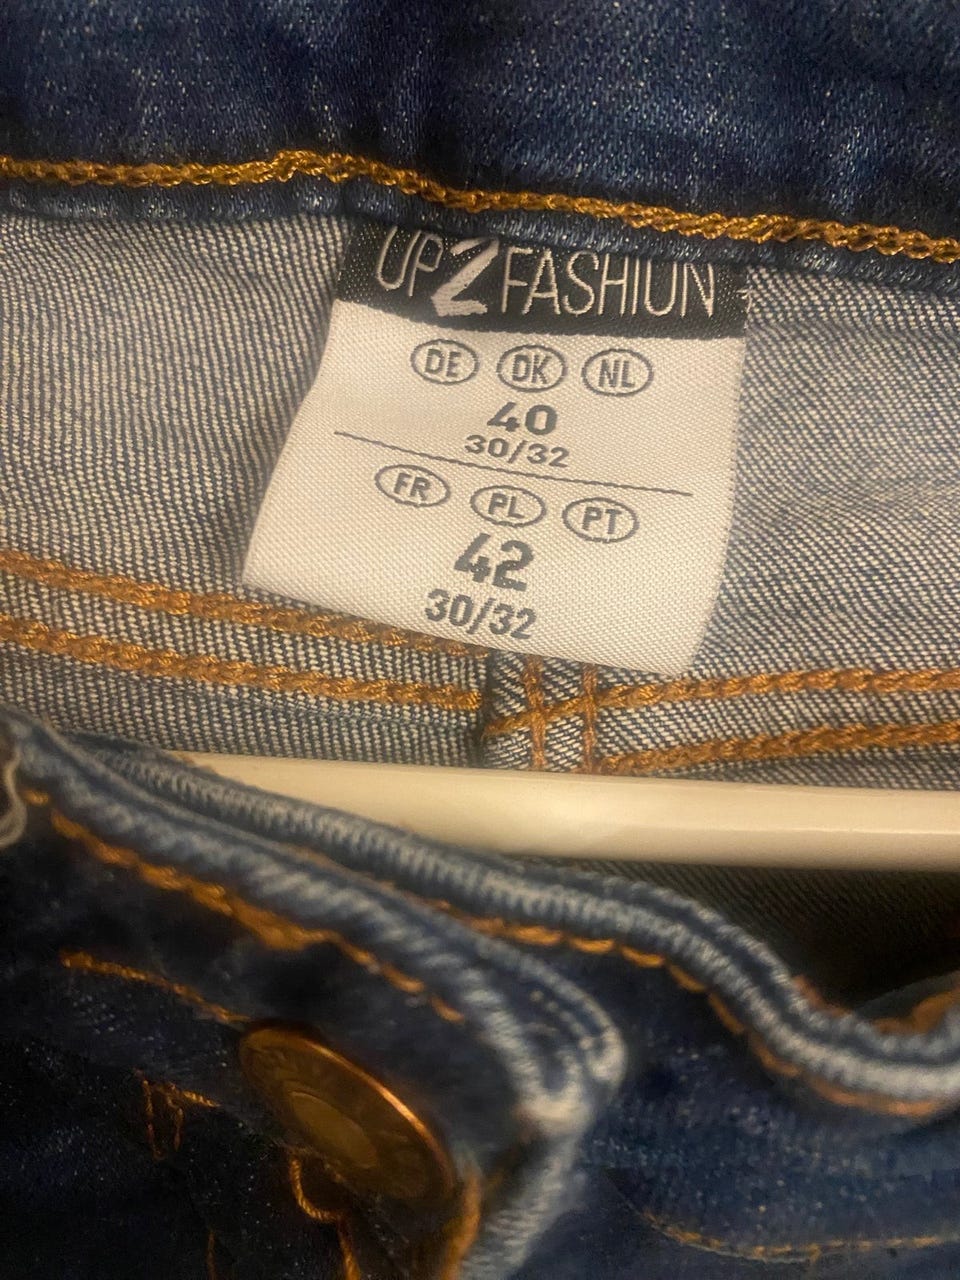 UP2FASHION
DE DK NL
40
30/32
FR PL PT
42
30/32